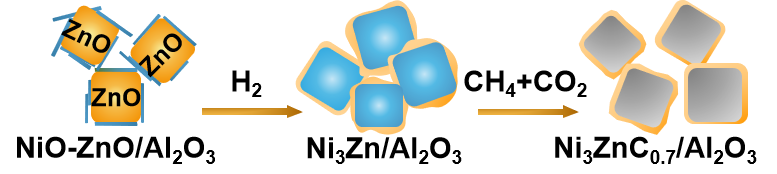 ZnO
ZnO
ZnO
H₂
CH₄+CO₂
NiO-ZnO/Al₂O₃
Ni₃Zn/Al₂O₃
Ni₃ZnC₀.₇/Al₂O₃